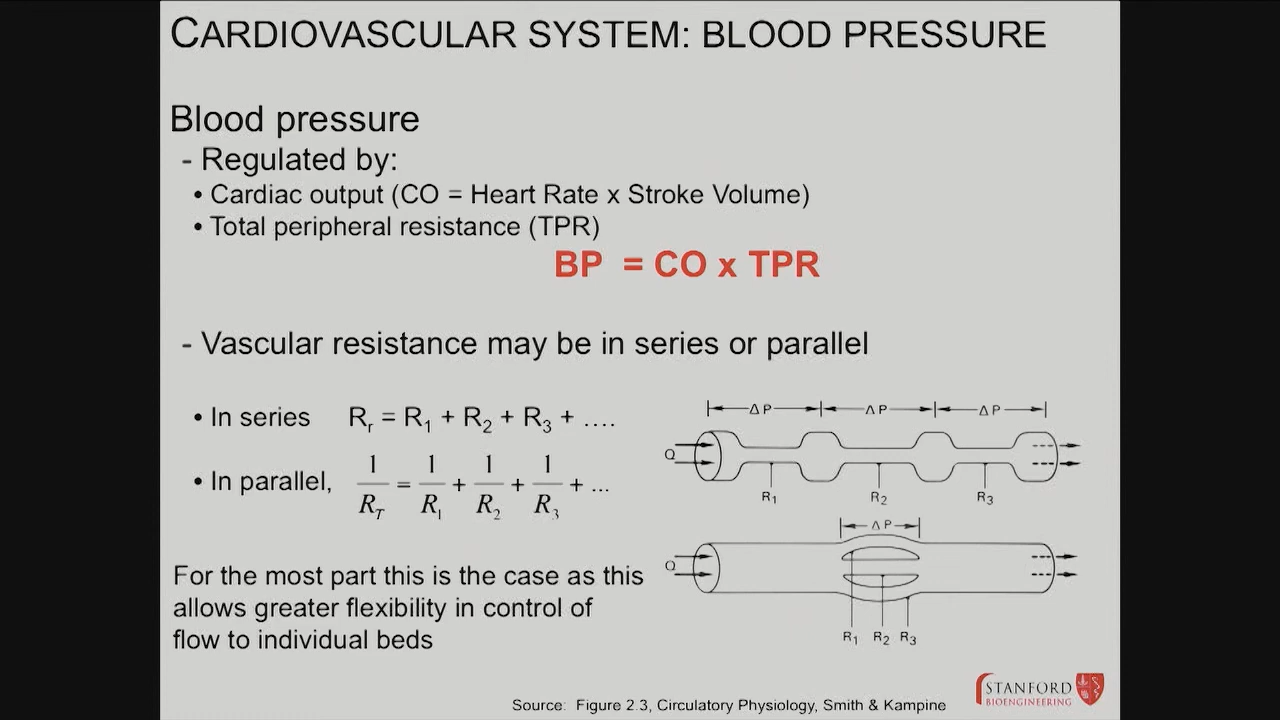 CARDIOVASCULAR SYSTEM: BLOOD PRESSURE
Blood pressure
- Regulated by:
• Cardiac output (CO = Heart Rate x Stroke Volume)
• Total peripheral resistance (TPR)
BP = CO x TPR
- Vascular resistance may be in series or parallel
• In series Rr = R1 + R2 + R3 + ....
• In parallel, 1/RT = 1/R1 + 1/R2 + 1/R3 + ...
For the most part this is the case as this
allows greater flexibility in control of
flow to individual beds
Δ P Δ P Δ P
Q
R1 R2 R3
Δ P
Q
R1 R2 R3
STANFORD
BIOENGINEERING
Source: Figure 2.3, Circulatory Physiology, Smith & Kampine